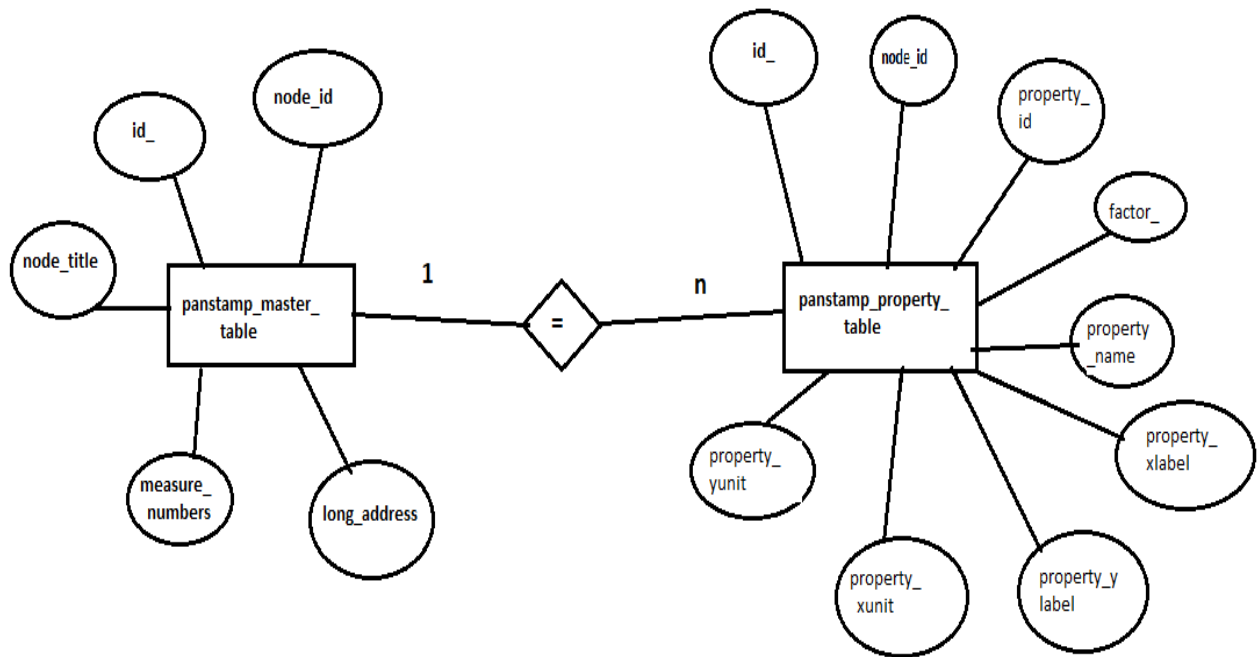 id_
node_id
node_title
panstamp_master_
table
measure_
numbers
long_address
1
=
n
id_
node_id
property_
id
factor_
panstamp_property_
table
property
_name
property_
xlabel
property_
yunit
property_
xunit
property_y
label